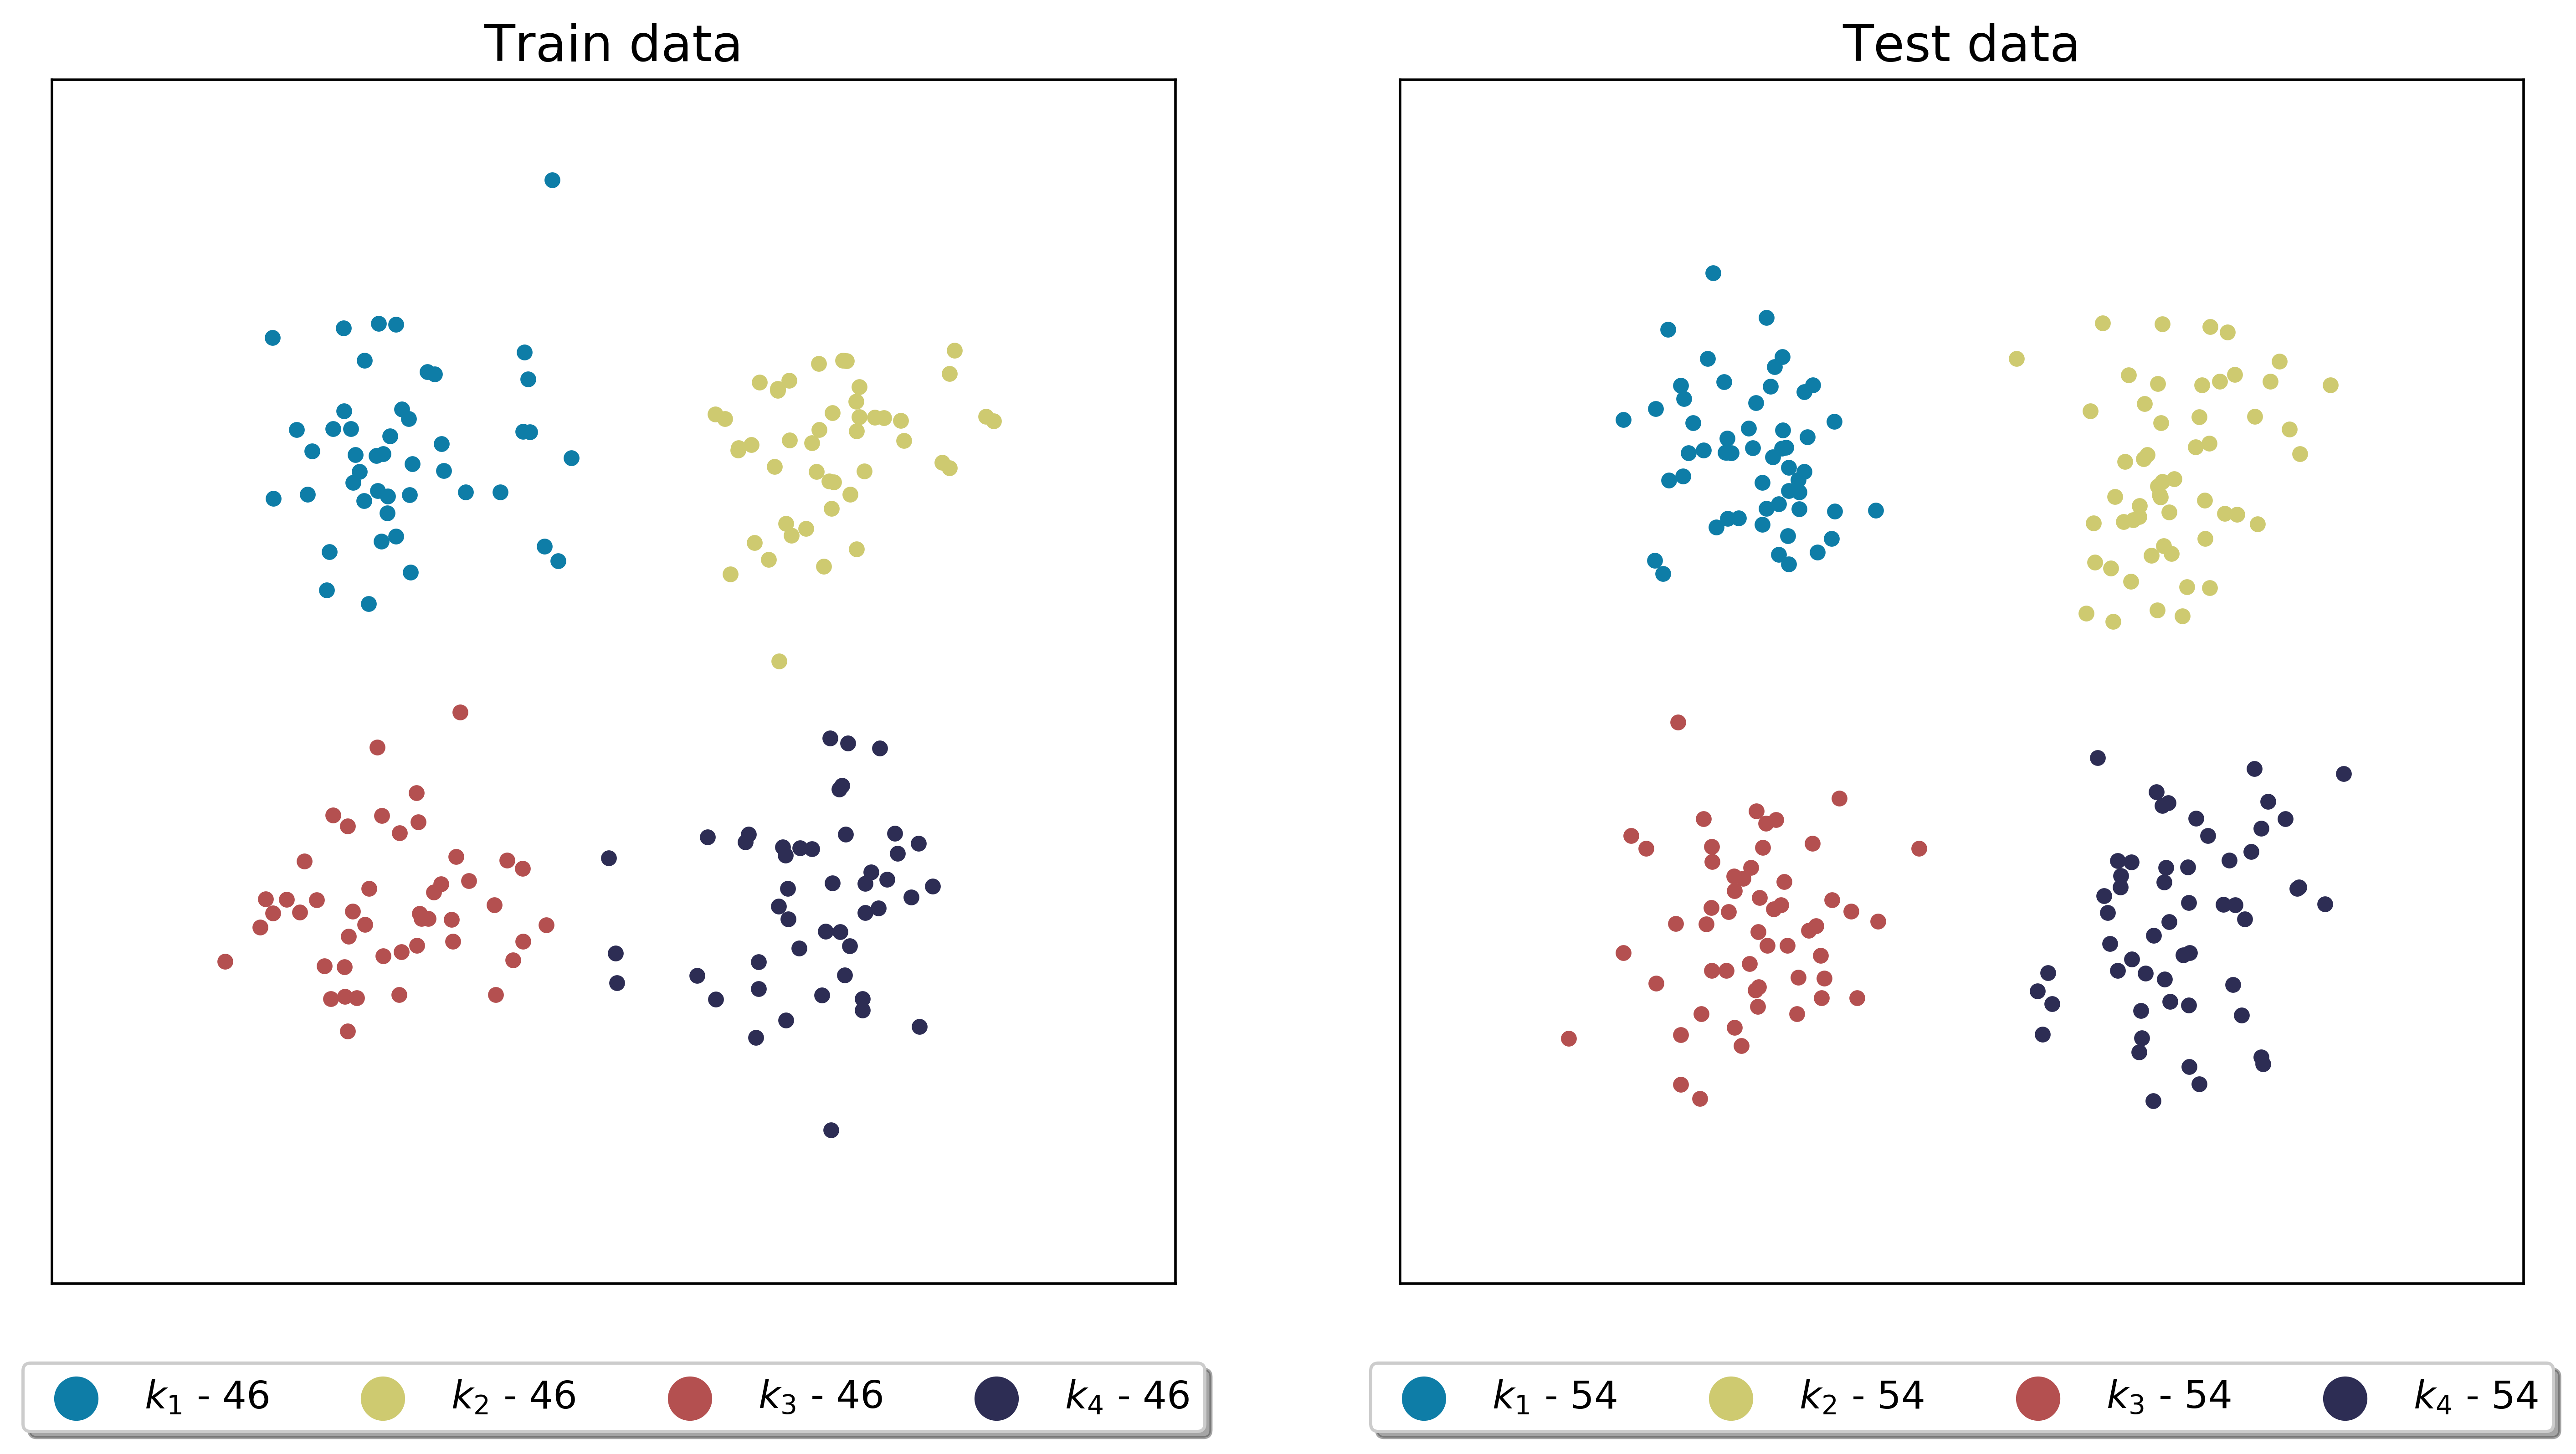 Train data
Test data
k₁ - 46 k₂ - 46 k₃ - 46 k₄ - 46
k₁ - 54 k₂ - 54 k₃ - 54 k₄ - 54